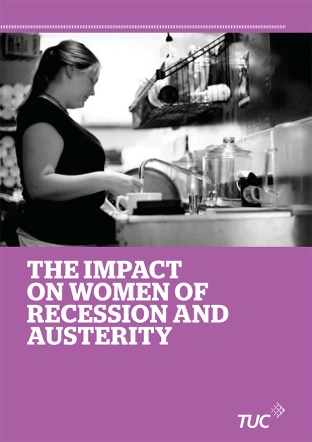 THE IMPACT
ON WOMEN OF
RECESSION AND
AUSTERITY
TUC